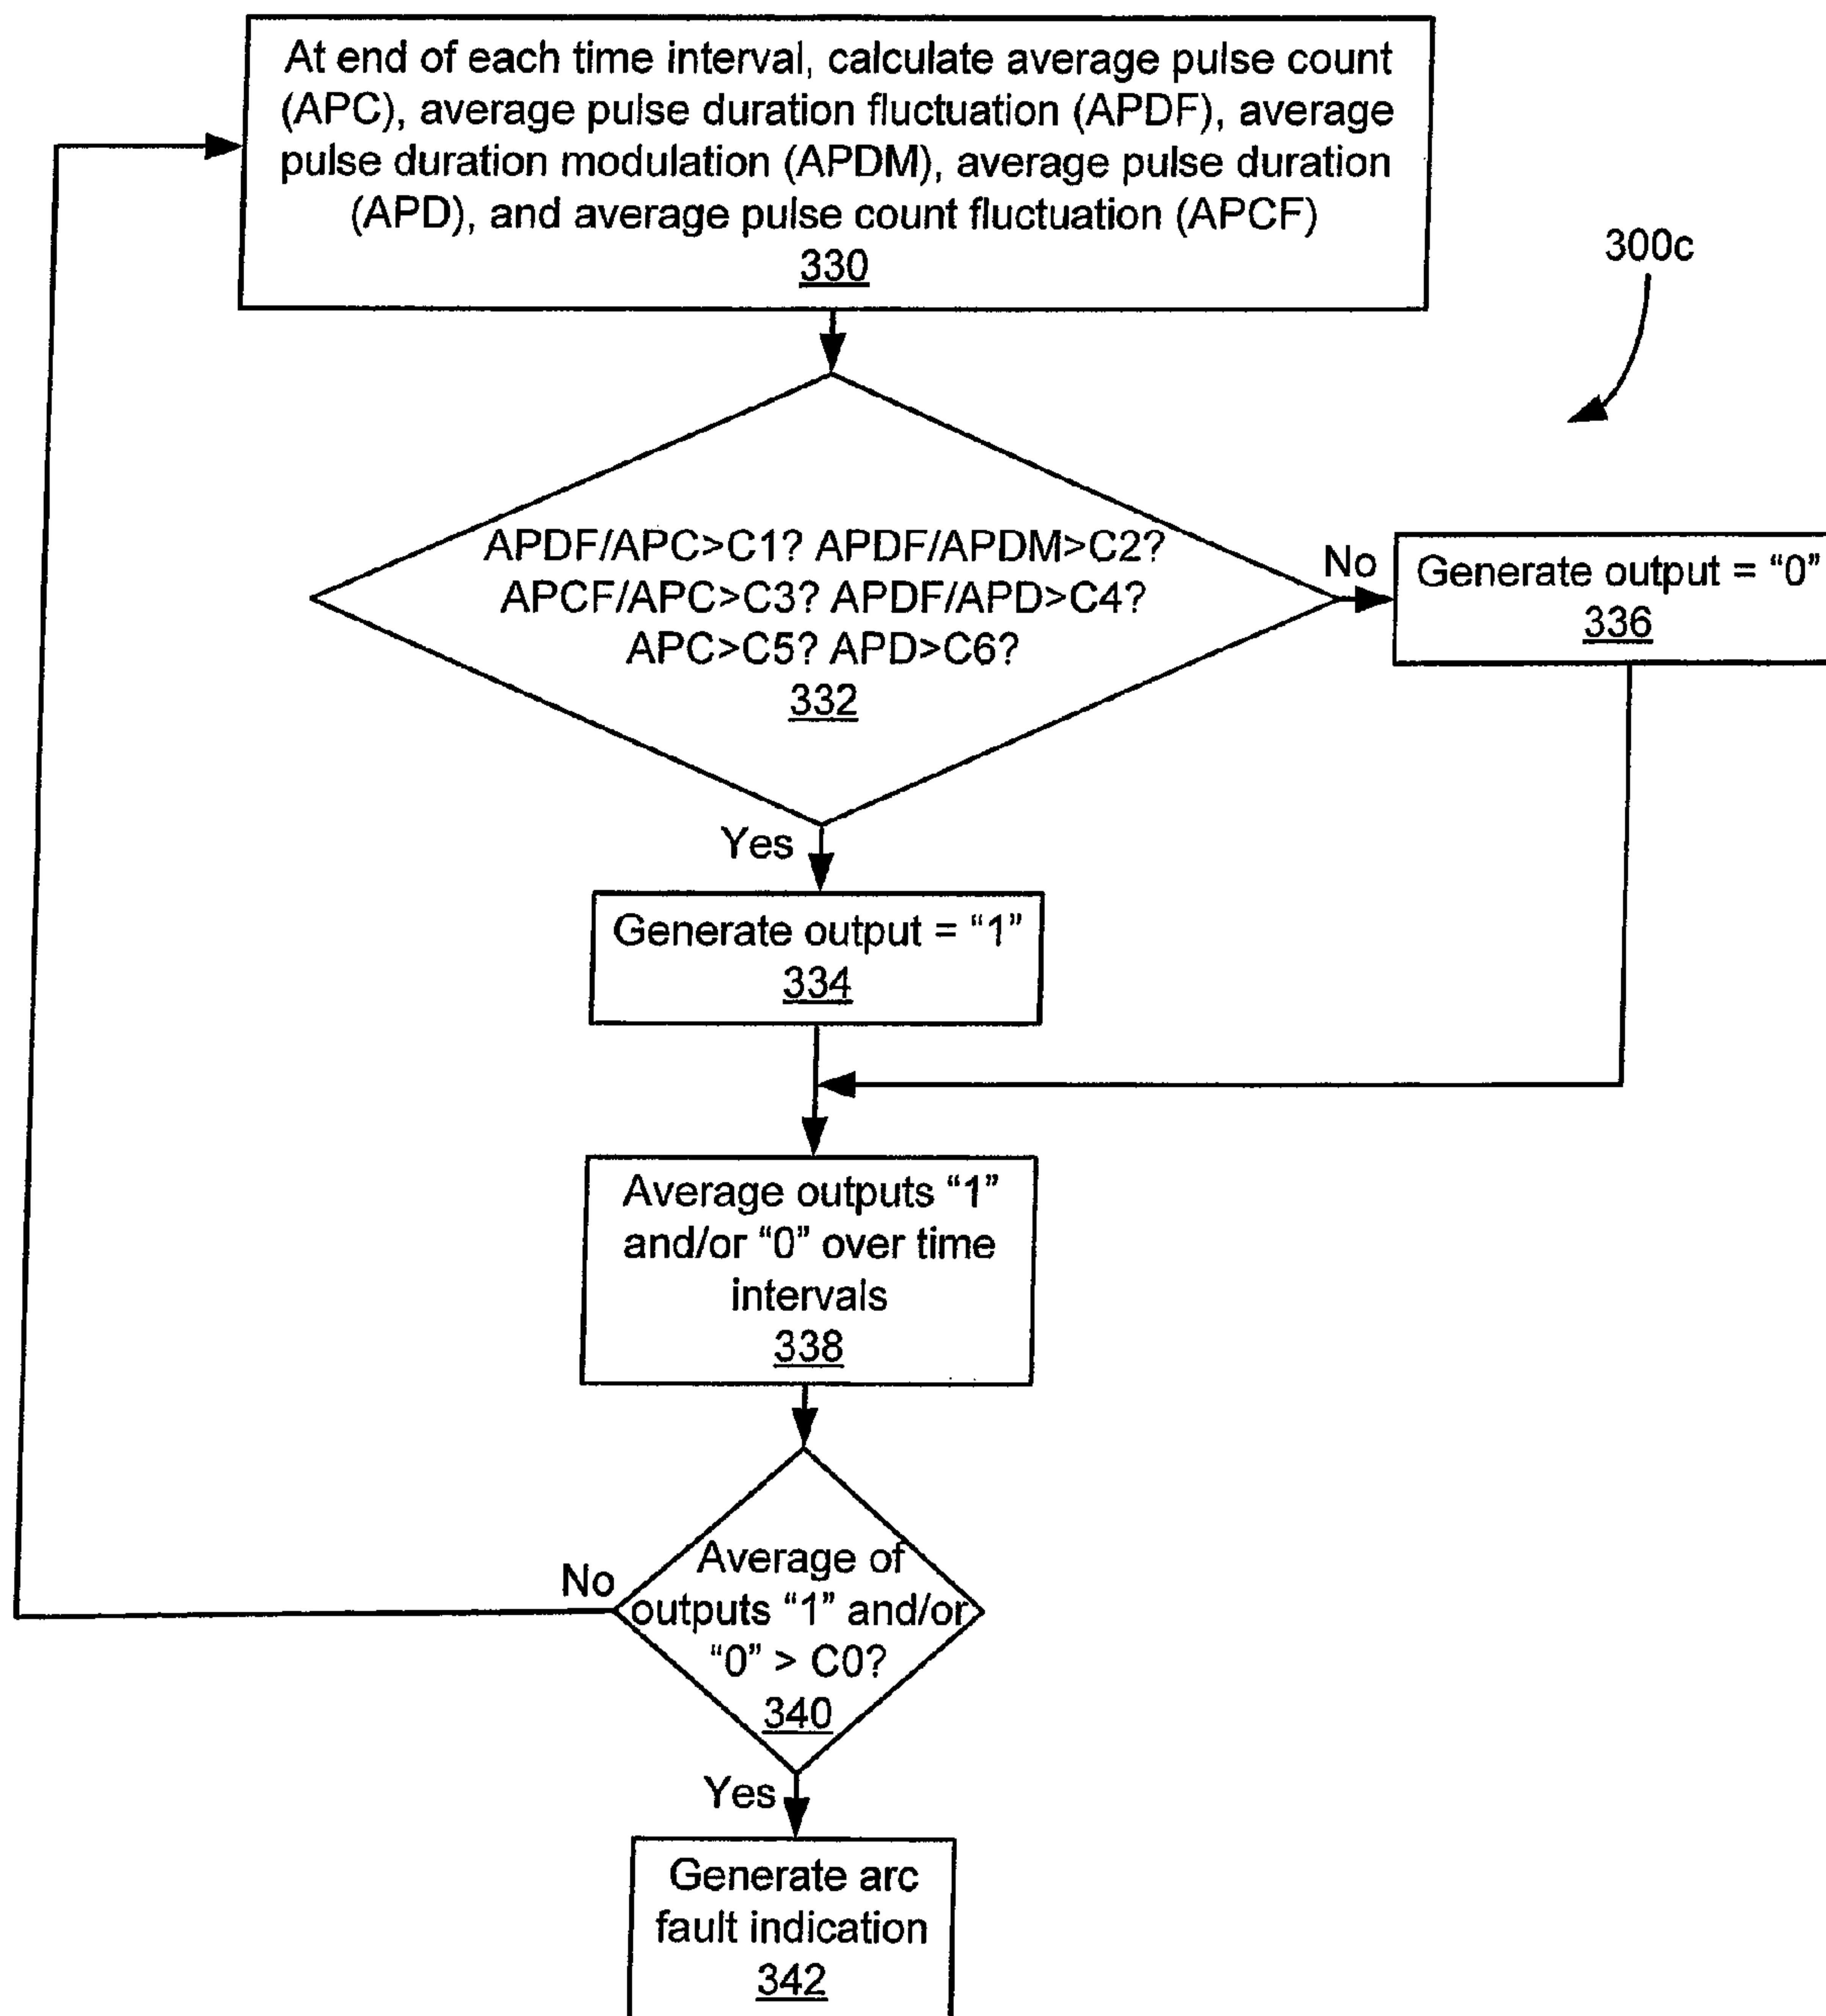 At end of each time interval, calculate average pulse count
(APC), average pulse duration fluctuation (APDF), average
pulse duration modulation (APDM), average pulse duration
(APD), and average pulse count fluctuation (APCF)
330
300c
APDF/APC>C1? APDF/APDM>C2?
APCF/APC>C3? APDF/APD>C4?
APC>C5? APD>C6?
332
No
Generate output = “0”
336
Yes
Generate output = “1”
334
Average outputs “1”
and/or “0” over time
intervals
338
No
Average of
outputs “1” and/or
“0” > C0?
340
Yes
Generate arc
fault indication
342